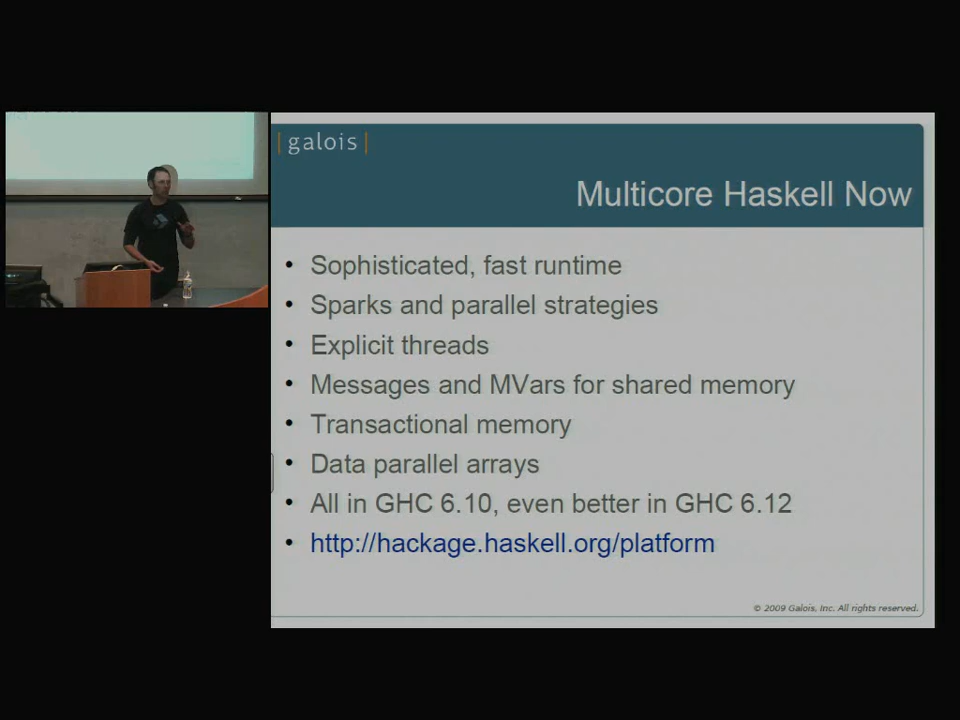 |galois|
Multicore Haskell Now
• Sophisticated, fast runtime
• Sparks and parallel strategies
• Explicit threads
• Messages and MVars for shared memory
• Transactional memory
• Data parallel arrays
• All in GHC 6.10, even better in GHC 6.12
• http://hackage.haskell.org/platform
© 2009 Galois, Inc. All rights reserved.